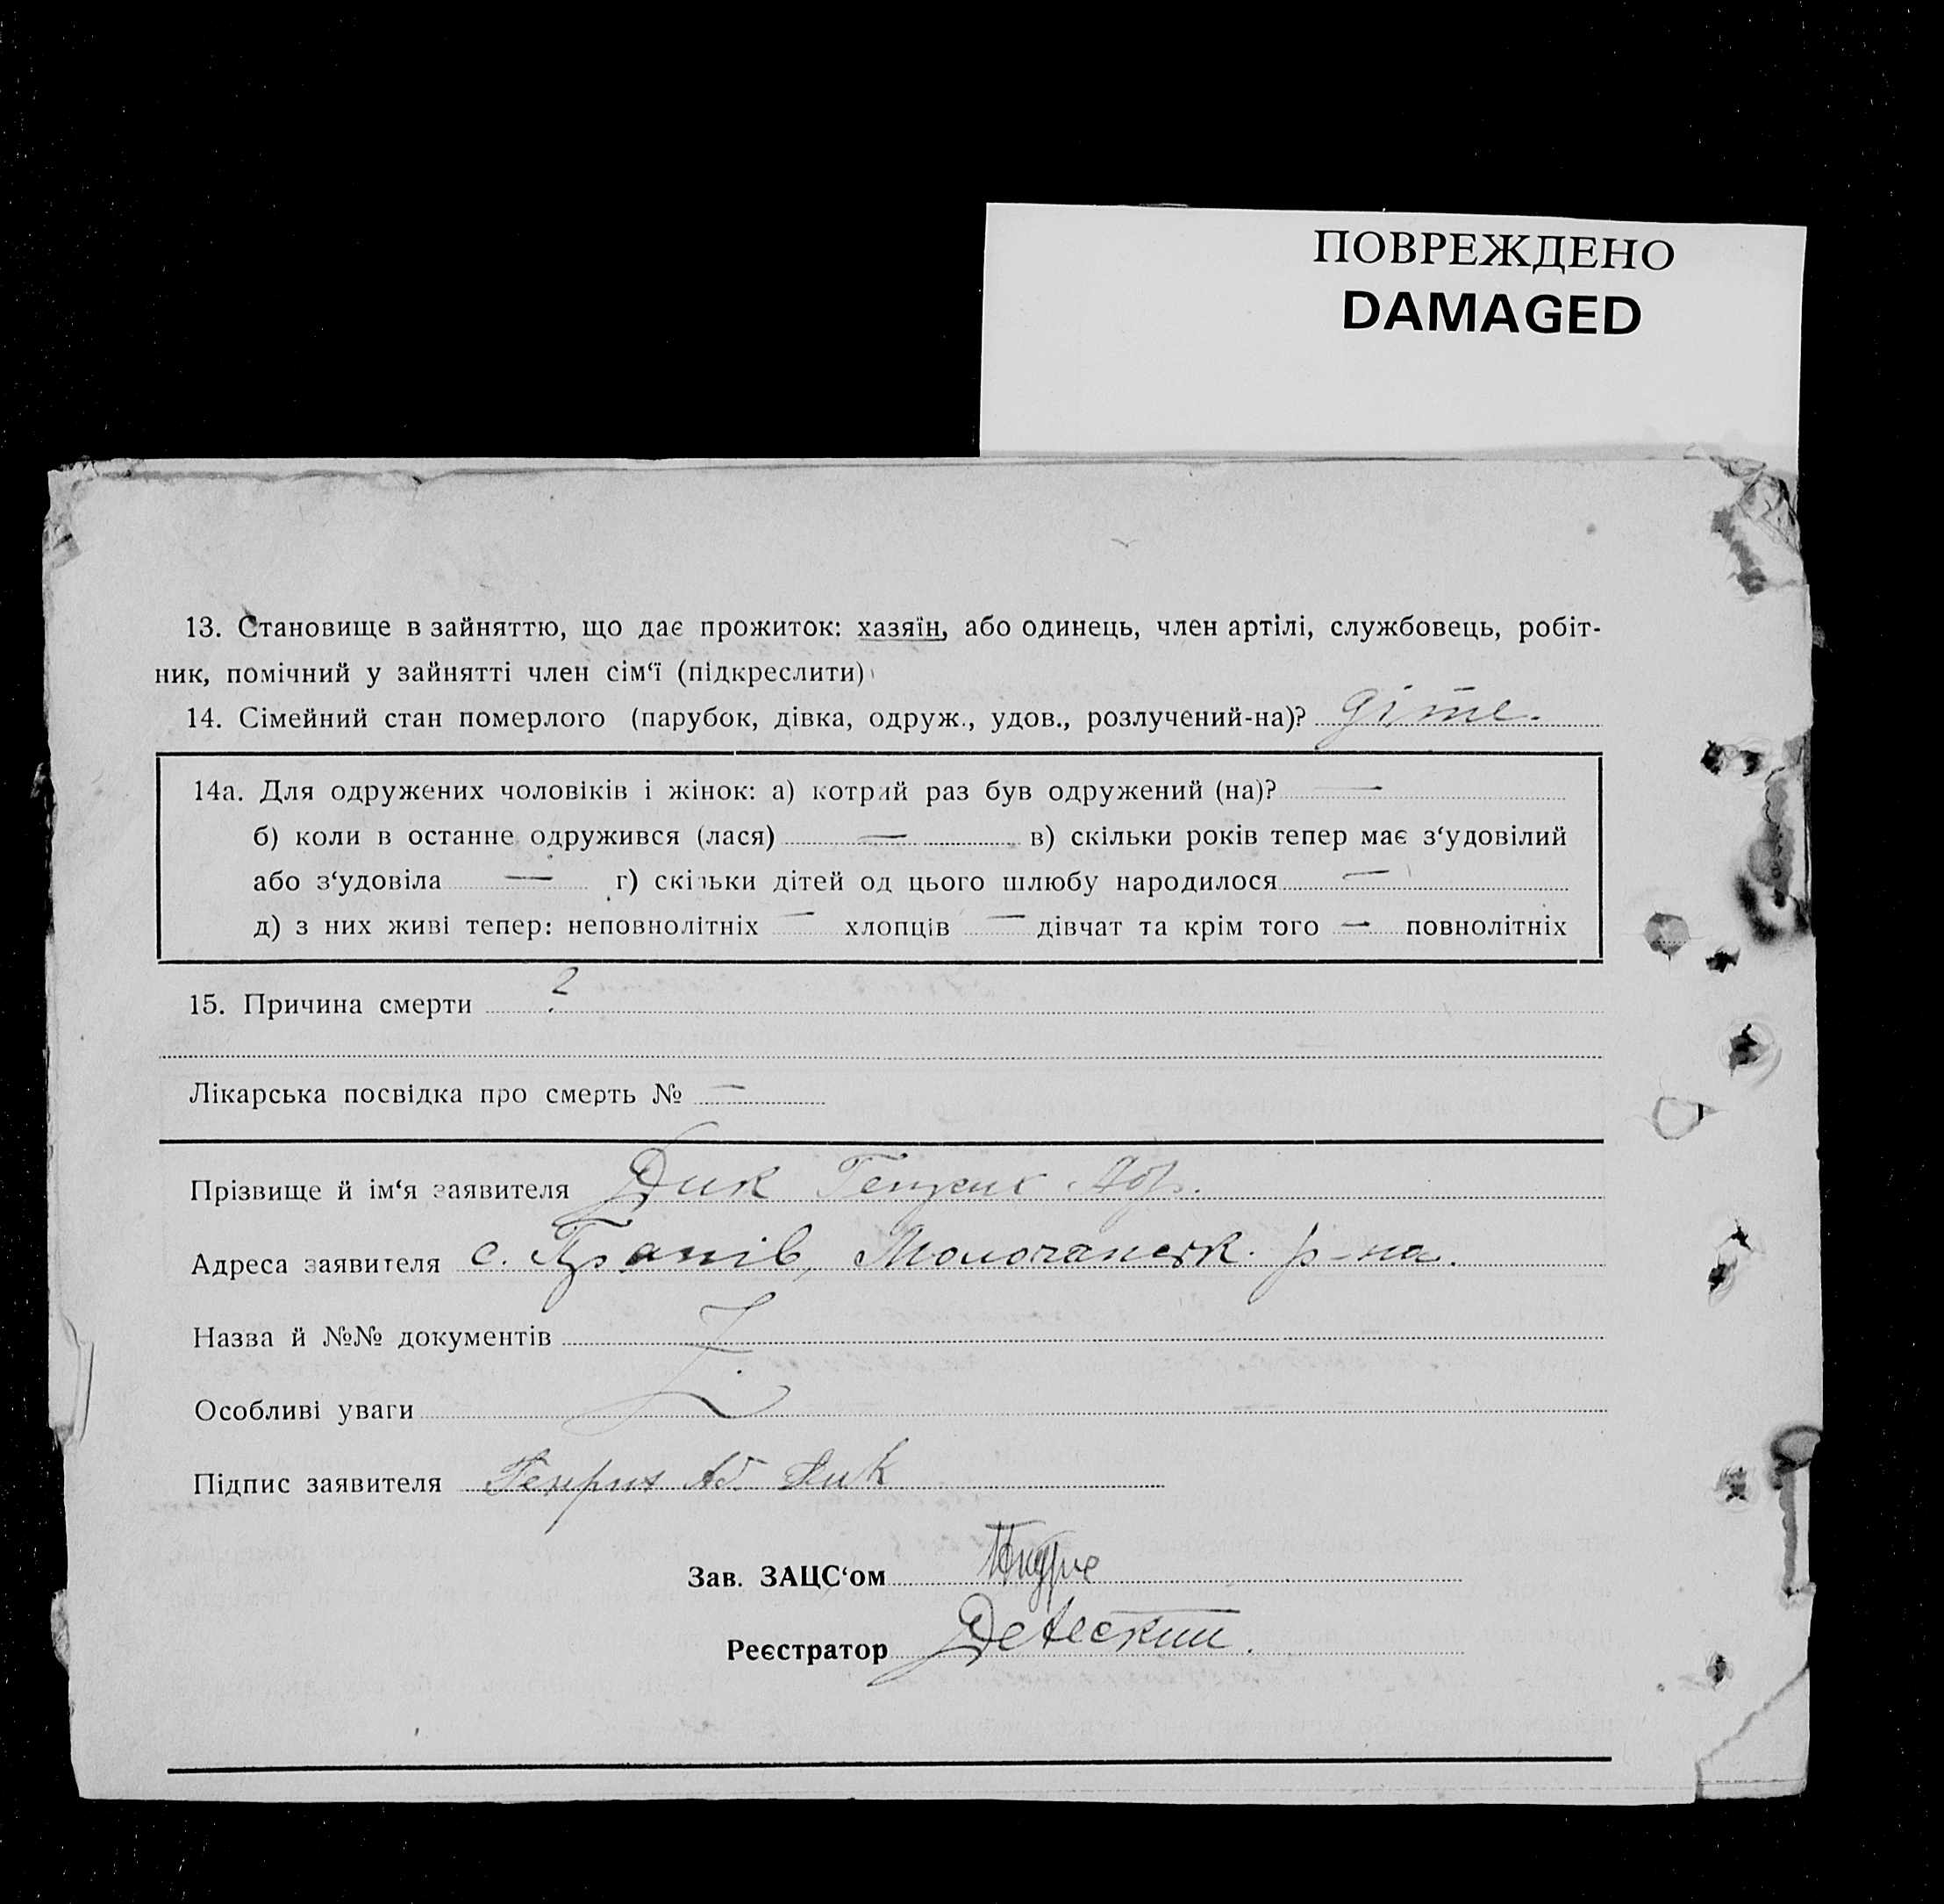 ПОВРЕЖДЕНО
DAMAGED
13. Становище в зайняттю, що дає прожиток: хазяїн, або одинець, член артілі, службовець, робіт-
ник, помічний у зайнятті член сім‘ї (підкреслити)
14. Сімейний стан померлого (парубок, дівка, одруж., удов., розлучений-на)?
14а. Для одружених чоловіків і жінок: а) котрий раз був одружений (на)? —
б) коли в останне одружився (лася) — в) скільки років тепер має з‘удовілий
або з‘удовіла — г) скільки дітей од цього шлюбу народилося —
д) з них живі тепер: неповнолітніх — хлопців — дівчат та крім того — повнолітніх
15. Причина смерти ?
Лікарська посвідка про смерть № —
Прізвище й ім‘я заявителя Дик
Адреса заявителя с. Молочанськ. р-на.
Назва й №№ документів
Особливі уваги
Підпис заявителя Дик
Зав. ЗАЦС‘ом
Реєстратор